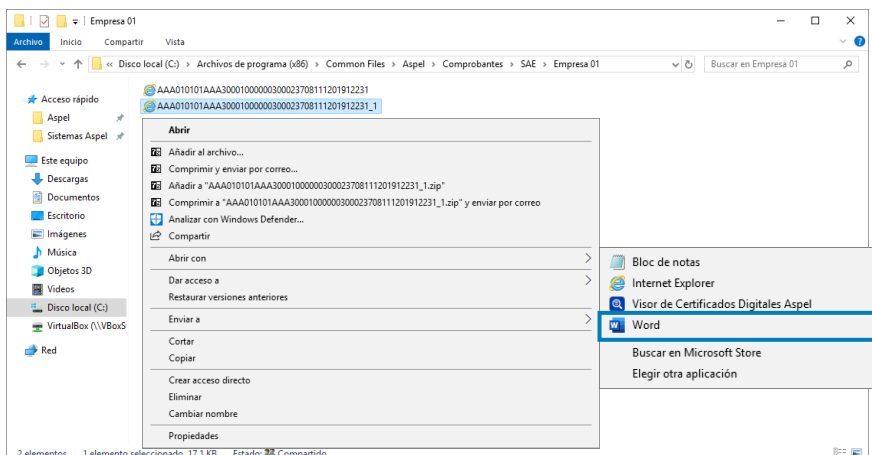 Empresa 01
Archivo Inicio Compartir Vista
« Disco local (C:) > Archivos de programa (x86) > Common Files > Aspel > Comprobantes > SAE > Empresa 01
Buscar en Empresa 01
Acceso rápido
Aspel
Sistemas Aspel
Este equipo
Descargas
Documentos
Escritorio
Imágenes
Música
Objetos 3D
Videos
Disco local (C:)
VirtualBox (\\VBoxS
Red
AAA010101AAA3000100000030002370811120191223​1
AAA010101AAA30001000000300023708111201912231_1
Abrir
Añadir al archivo...
Comprimir y enviar por correo...
Añadir a "AAA010101AAA30001000000300023708111201912231_1.zip"
Comprimir a "AAA010101AAA30001000000300023708111201912231_1.zip" y enviar por correo
Analizar con Windows Defender...
Compartir
Abrir con
Dar acceso a
Restaurar versiones anteriores
Enviar a
Cortar
Copiar
Crear acceso directo
Eliminar
Cambiar nombre
Propiedades
Bloc de notas
Internet Explorer
Visor de Certificados Digitales Aspel
Word
Buscar en Microsoft Store
Elegir otra aplicación
2 elementos 1 elemento seleccionado 17.1 KB Estado: Compartido